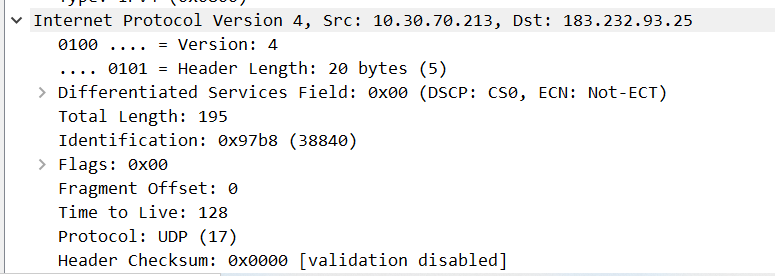 Internet Protocol Version 4, Src: 10.30.70.213, Dst: 183.232.93.25
0100 .... = Version: 4
.... 0101 = Header Length: 20 bytes (5)
Differentiated Services Field: 0x00 (DSCP: CS0, ECN: Not-ECT)
Total Length: 195
Identification: 0x97b8 (38840)
Flags: 0x00
Fragment Offset: 0
Time to Live: 128
Protocol: UDP (17)
Header Checksum: 0x0000 [validation disabled]